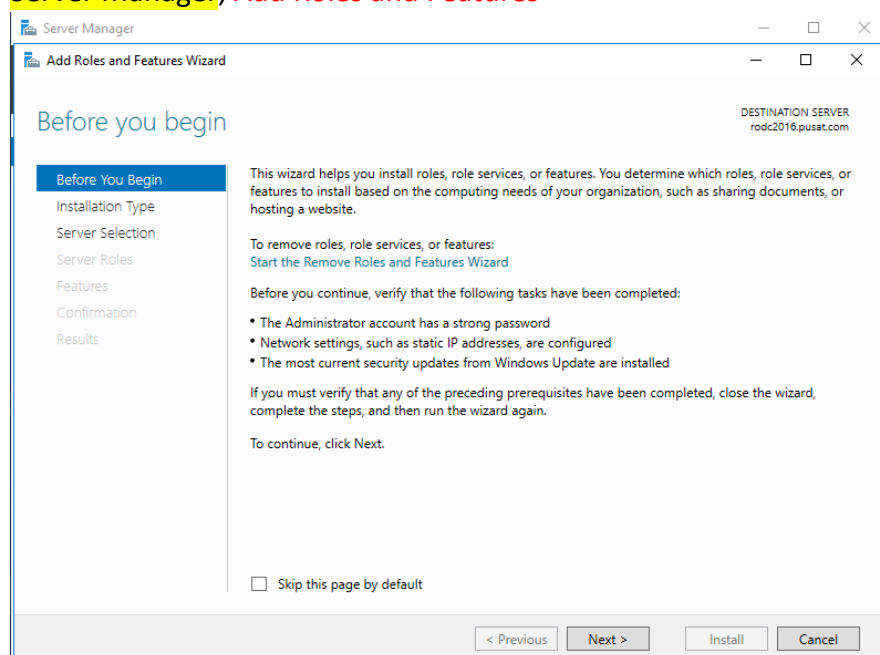 Server Manager, Add Roles and Features
Server Manager
Add Roles and Features Wizard
Before you begin
DESTINATION SERVER
rodc2016.pusat.com
Before You Begin
Installation Type
Server Selection
Server Roles
Features
Confirmation
Results
This wizard helps you install roles, role services, or features. You determine which roles, role services, or
features to install based on the computing needs of your organization, such as sharing documents, or
hosting a website.
To remove roles, role services, or features:
Start the Remove Roles and Features Wizard
Before you continue, verify that the following tasks have been completed:
• The Administrator account has a strong password
• Network settings, such as static IP addresses, are configured
• The most current security updates from Windows Update are installed
If you must verify that any of the preceding prerequisites have been completed, close the wizard,
complete the steps, and then run the wizard again.
To continue, click Next.
Skip this page by default
< Previous
Next >
Install
Cancel